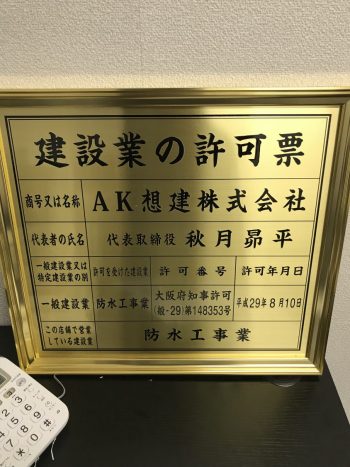 建設業の許可票
商号又は名称 AK想建株式会社
代表者の氏名 代表取締役 秋月昴平
一般建設業又は
特定建設業の別 許可を受けた建設業 許可番号 許可年月日
一般建設業 防水工事業 大阪府知事許可
(般-29)第148353号 平成29年8月10日
この店舗で営業
している建設業 防水工事業